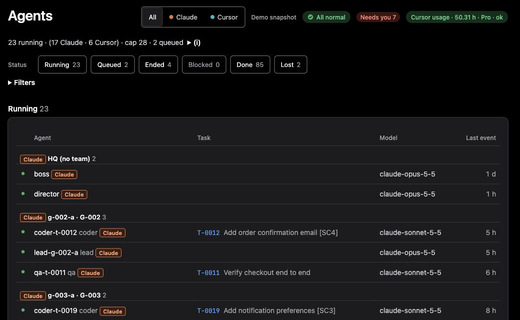 Agents
All Claude Cursor Demo snapshot All normal Needs you 7 Cursor usage · 50.31 h · Pro · ok
23 running · (17 Claude · 6 Cursor) · cap 28 · 2 queued ▶ (i)
Status Running 23 Queued 2 Ended 4 Blocked 0 Done 85 Lost 2
▶ Filters
Running 23
Agent Task Model Last event
Claude HQ (no team) 2
boss Claude claude-opus-5-5 1 d
director Claude claude-opus-5-5 1 h
Claude g-002-a · G-002 3
coder-t-0012 coder Claude T-0012 Add order confirmation email [SC4] claude-sonnet-5-5 5 h
lead-g-002-a lead Claude claude-opus-5-5 5 h
qa-t-0011 qa Claude T-0011 Verify checkout end to end claude-sonnet-5-5 6 h
Claude g-003-a · G-003 2
coder-t-0019 coder Claude T-0019 Add notification preferences [SC3] claude-sonnet-5-5 8 h